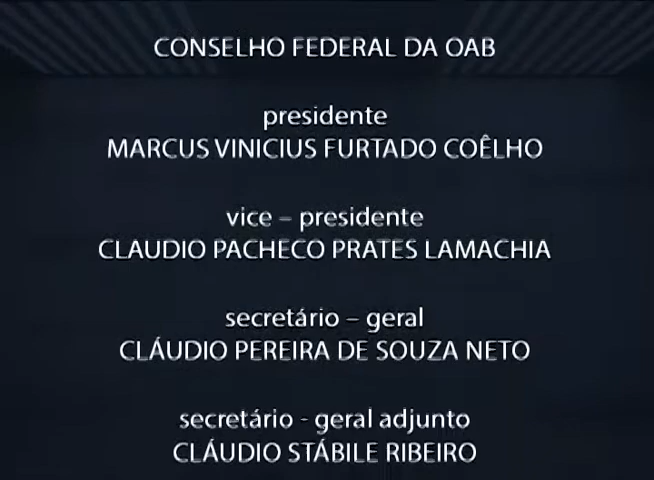 CONSELHO FEDERAL DA OAB
presidente
MARCUS VINICIUS FURTADO COÊLHO
vice – presidente
CLAUDIO PACHECO PRATES LAMACHIA
secretário – geral
CLÁUDIO PEREIRA DE SOUZA NETO
secretário - geral adjunto
CLÁUDIO STÁBILE RIBEIRO